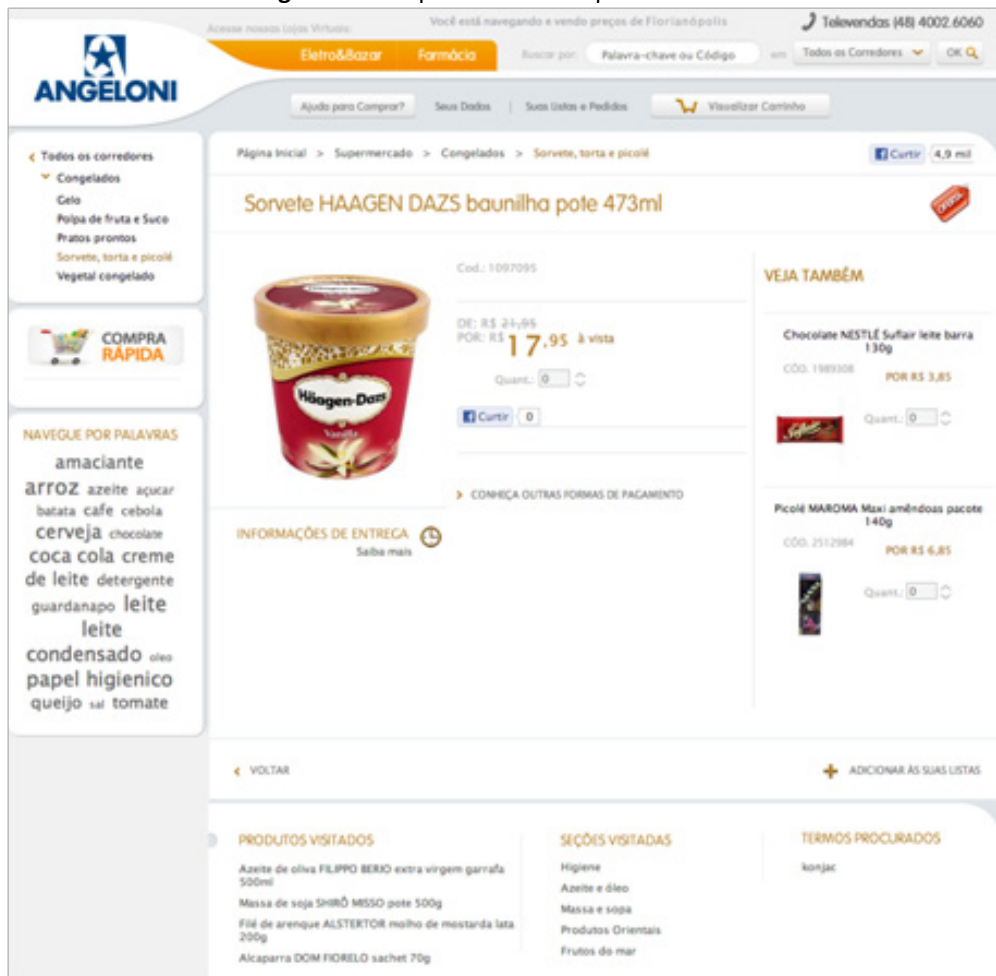 Acesse nossas Lojas Virtuais:
Você está navegando e vendo preços de Florianópolis
Televendas (48) 4002.6060
ANGELONI
Eletro&Bazar
Farmácia
Buscar por:
Palavra-chave ou Código
em
Todos os Corredores
OK
Ajuda para Comprar?
Seus Dados | Suas Listas e Pedidos
Visualizar Carrinho
Todos os corredores
Congelados
Gelo
Polpa de fruta e Suco
Pratos prontos
Sorvete, torta e picolé
Vegetal congelado
COMPRA
RÁPIDA
NAVEGUE POR PALAVRAS
amaciante
arroz azeite açucar
batata cafe cebola
cerveja chocolate
coca cola creme
de leite detergente
guardanapo leite
leite
condensado oleo
papel higienico
queijo sal tomate
Página Inicial > Supermercado > Congelados > Sorvete, torta e picolé
Curtir 4,9 mil
Sorvete HAAGEN DAZS baunilha pote 473ml
OFERTA
Häagen-Dazs
Vanilla
Cod.: 1097095
DE: R$ 21,95
POR: R$ 17,95 à vista
Quant.: 0
Curtir 0
CONHEÇA OUTRAS FORMAS DE PAGAMENTO
INFORMAÇÕES DE ENTREGA
Saiba mais
VEJA TAMBÉM
Chocolate NESTLÉ Suflair leite barra
130g
CÓD. 1989308
POR R$ 3,85
Quant.: 0
Suflair
Picolé MAROMA Maxi amêndoas pacote
140g
CÓD. 2512984
POR R$ 6,85
Quant.: 0
VOLTAR
ADICIONAR ÀS SUAS LISTAS
PRODUTOS VISITADOS
Azeite de oliva FILIPPO BERIO extra virgem garrafa
500ml
Massa de soja SHIRÔ MISSO pote 500g
Filé de arenque ALSTERTOR molho de mostarda lata
200g
Alcaparra DOM FIORELO sachet 70g
SEÇÕES VISITADAS
Higiene
Azeite e óleo
Massa e sopa
Produtos Orientais
Frutos do mar
TERMOS PROCURADOS
konjac